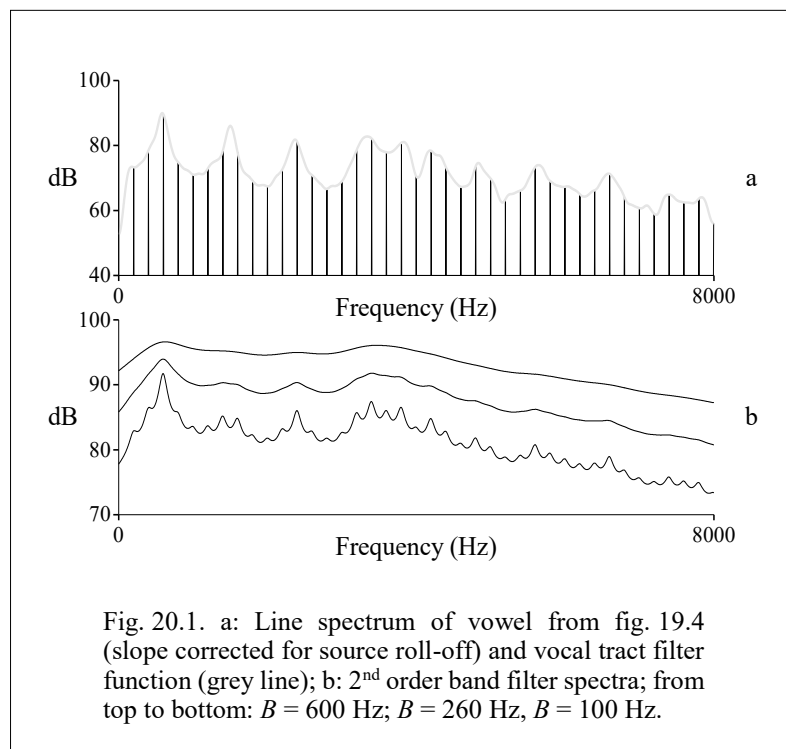 100
80
dB
a
60
40
0
8000
Frequency (Hz)
100
90
dB
b
80
70
0
8000
Frequency (Hz)
Fig. 20.1. a: Line spectrum of vowel from fig. 19.4
(slope corrected for source roll-off) and vocal tract filter
function (grey line); b: 2nd order band filter spectra; from
top to bottom: B = 600 Hz; B = 260 Hz, B = 100 Hz.